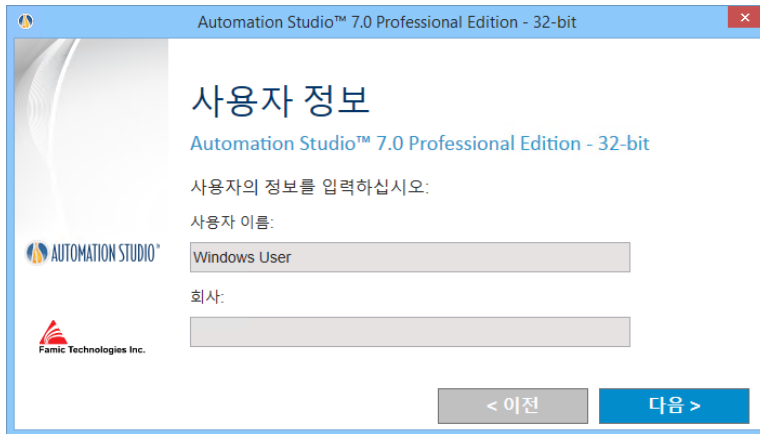 Automation Studio™ 7.0 Professional Edition - 32-bit
사용자 정보
Automation Studio™ 7.0 Professional Edition - 32-bit
사용자의 정보를 입력하십시오:
사용자 이름:
AUTOMATION STUDIO™
Windows User
회사:
Famic Technologies Inc.
< 이전
다음 >